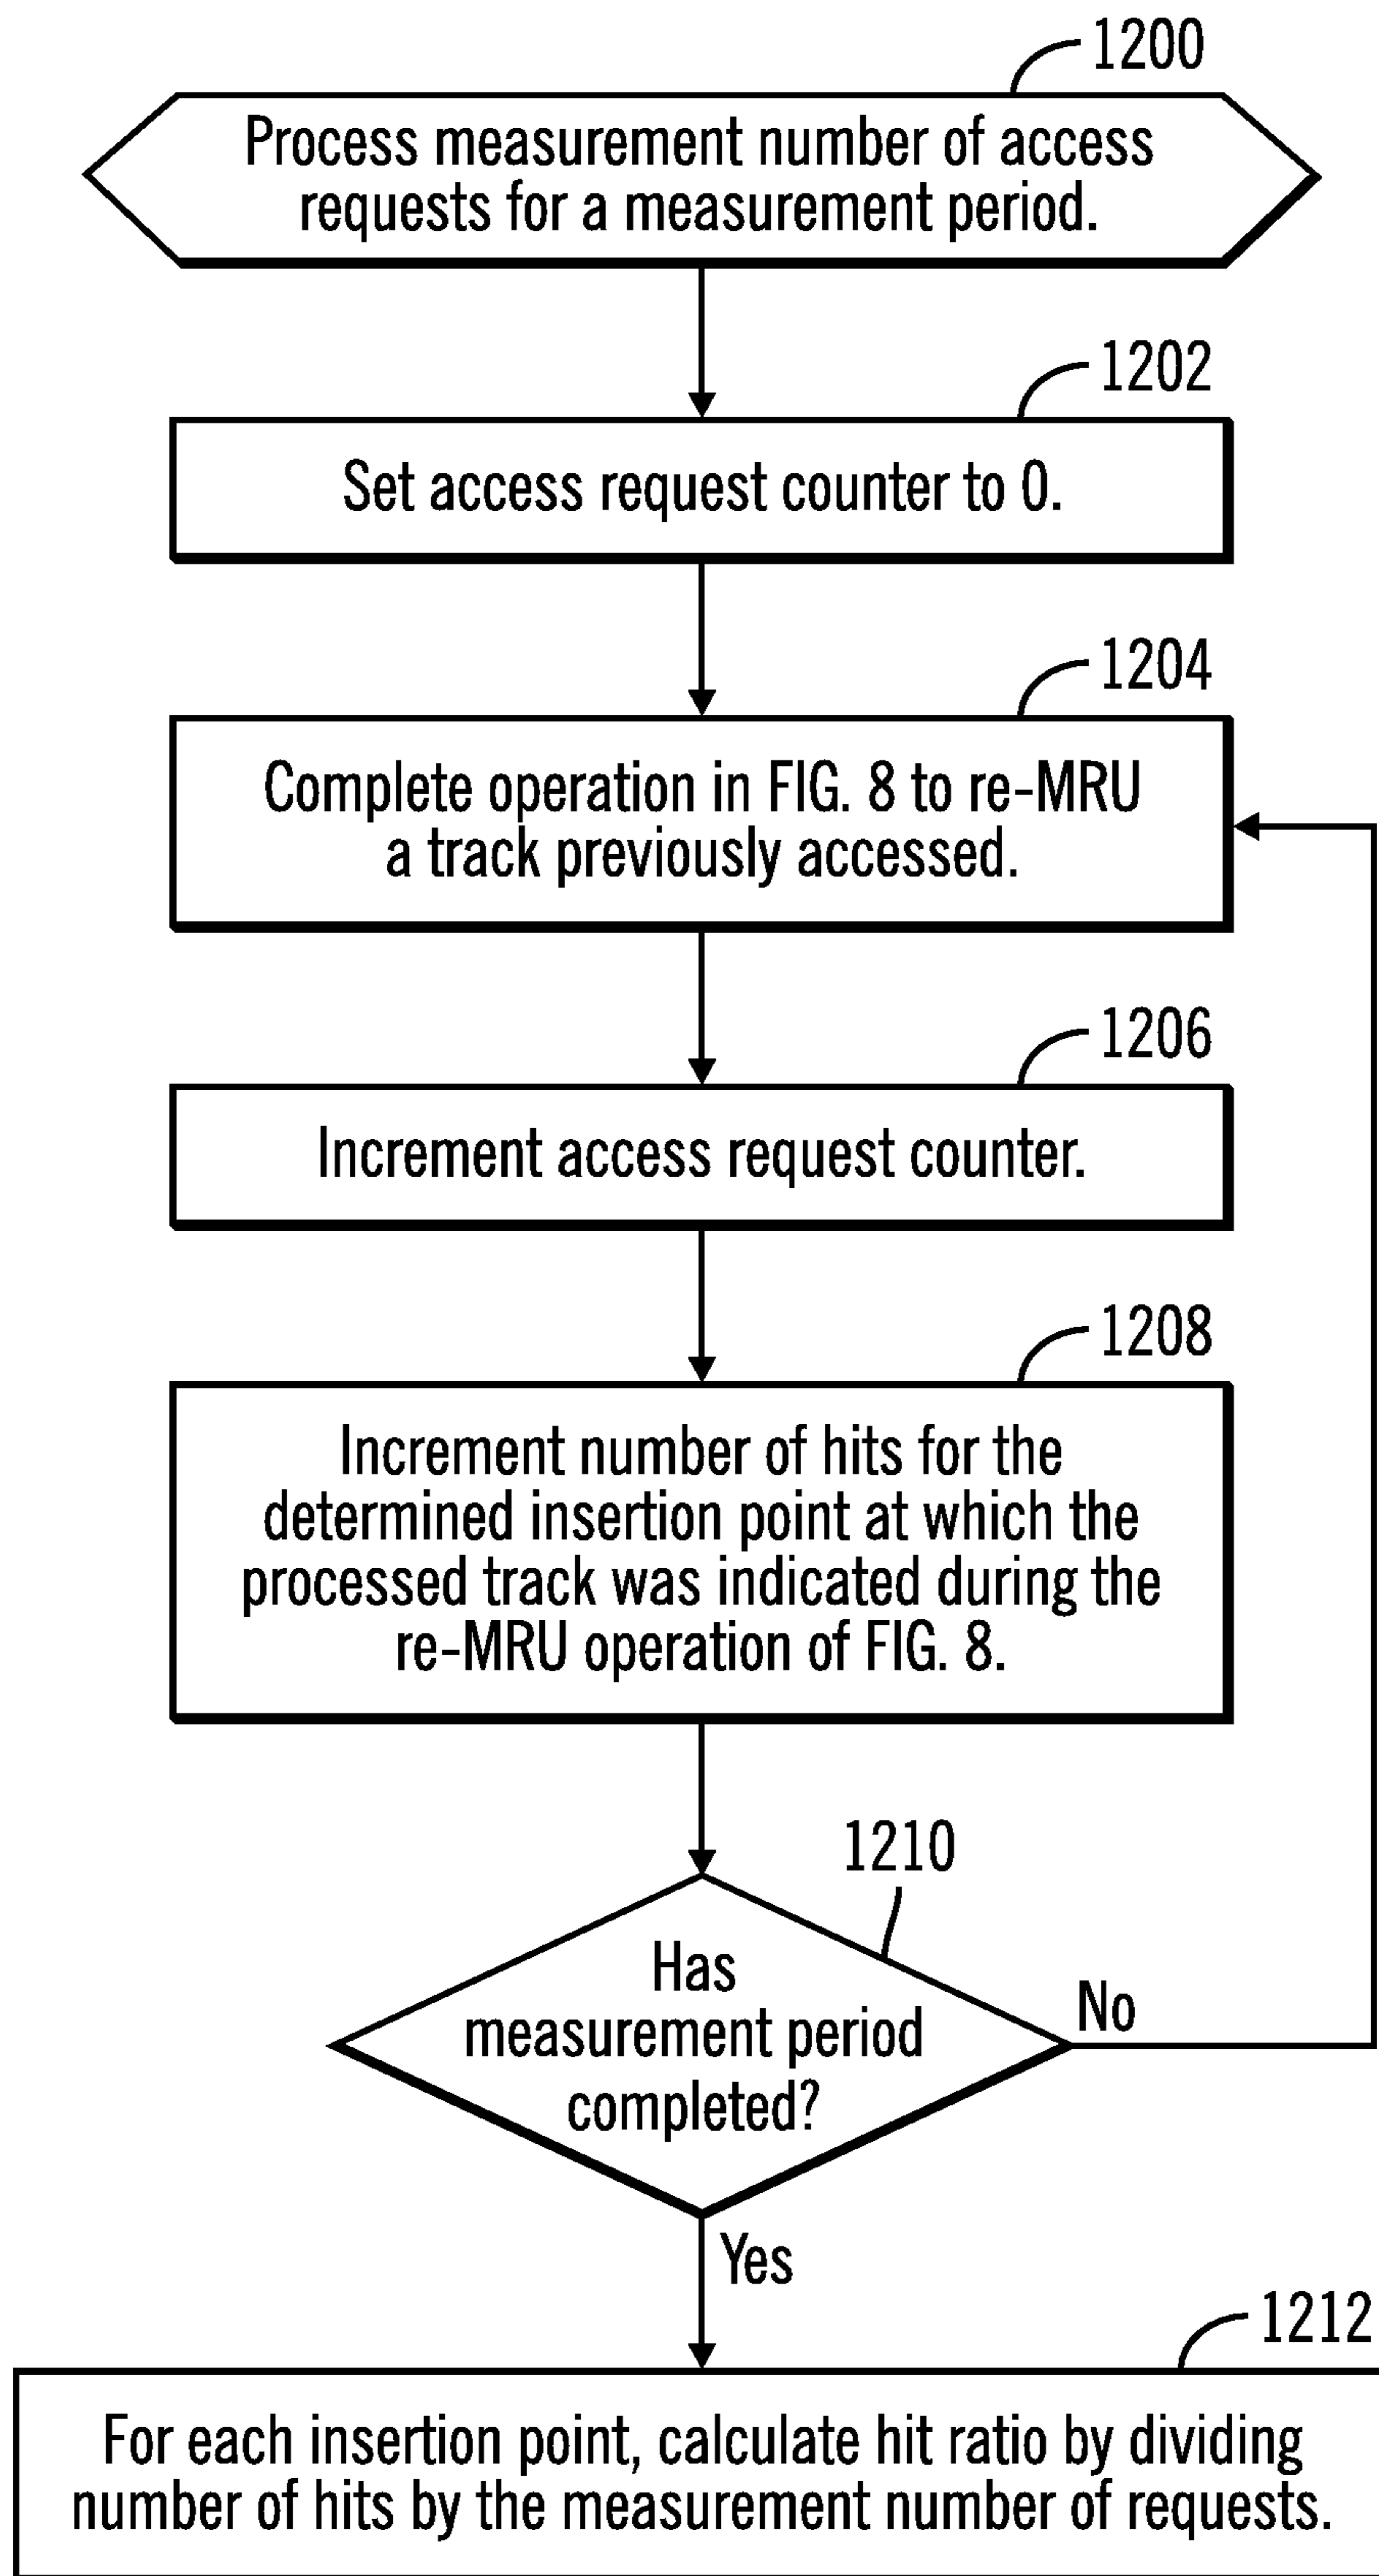 1200
Process measurement number of access
requests for a measurement period.
1202
Set access request counter to 0.
1204
Complete operation in FIG. 8 to re-MRU
a track previously accessed.
1206
Increment access request counter.
1208
Increment number of hits for the
determined insertion point at which the
processed track was indicated during the
re-MRU operation of FIG. 8.
1210
Has
measurement period
completed?
No
Yes
1212
For each insertion point, calculate hit ratio by dividing
number of hits by the measurement number of requests.